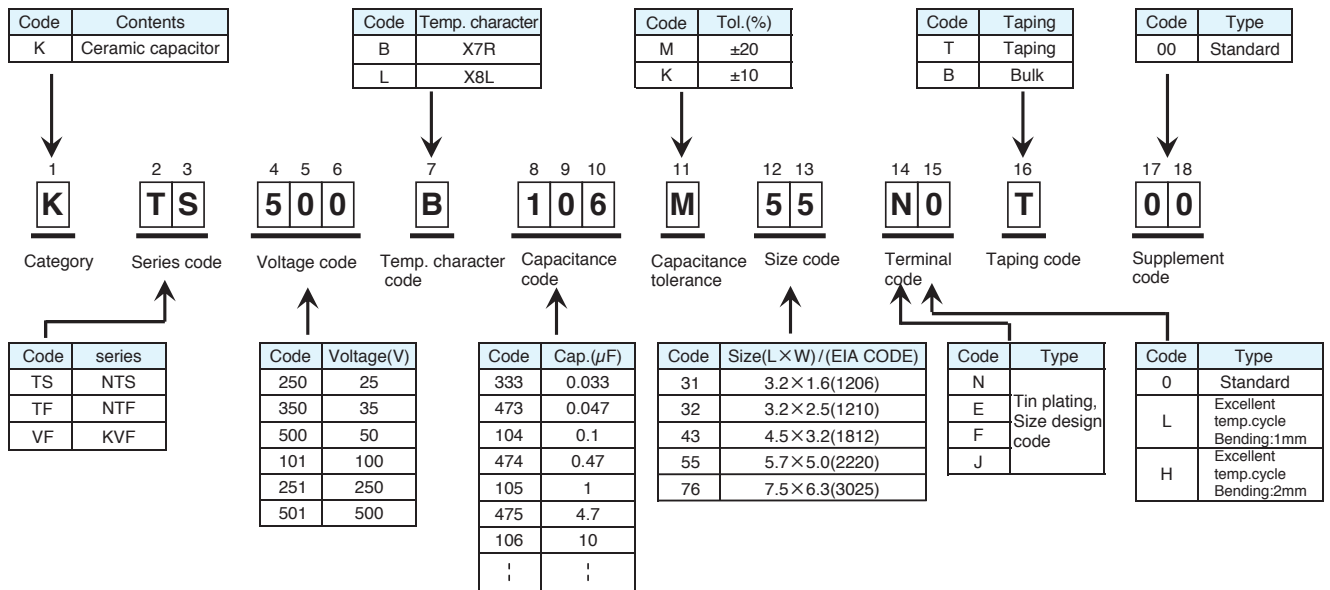 Code Contents
K Ceramic capacitor
Code Temp. character
B X7R
L X8L
Code Tol.(%)
M ±20
K ±10
Code Taping
T Taping
B Bulk
Code Type
00 Standard
1 2 3 4 5 6 7 8 9 10 11 12 13 14 15 16 17 18
K T S 5 0 0 B 1 0 6 M 5 5 N 0 T 0 0
Category
Series code
Voltage code
Temp. character
code
Capacitance
code
Capacitance
tolerance
Size code
Terminal
code
Taping code
Supplement
code
Code series
TS NTS
TF NTF
VF KVF
Code Voltage(V)
250 25
350 35
500 50
101 100
251 250
501 500
Code Cap.(μF)
333 0.033
473 0.047
104 0.1
474 0.47
105 1
475 4.7
106 10
Code Size(L×W)/(EIA CODE)
31 3.2×1.6(1206)
32 3.2×2.5(1210)
43 4.5×3.2(1812)
55 5.7×5.0(2220)
76 7.5×6.3(3025)
Code Type
N
E
F
J
Tin plating,
Size design
code
Code Type
0 Standard
L
Excellent
temp.cycle
Bending:1mm
H
Excellent
temp.cycle
Bending:2mm